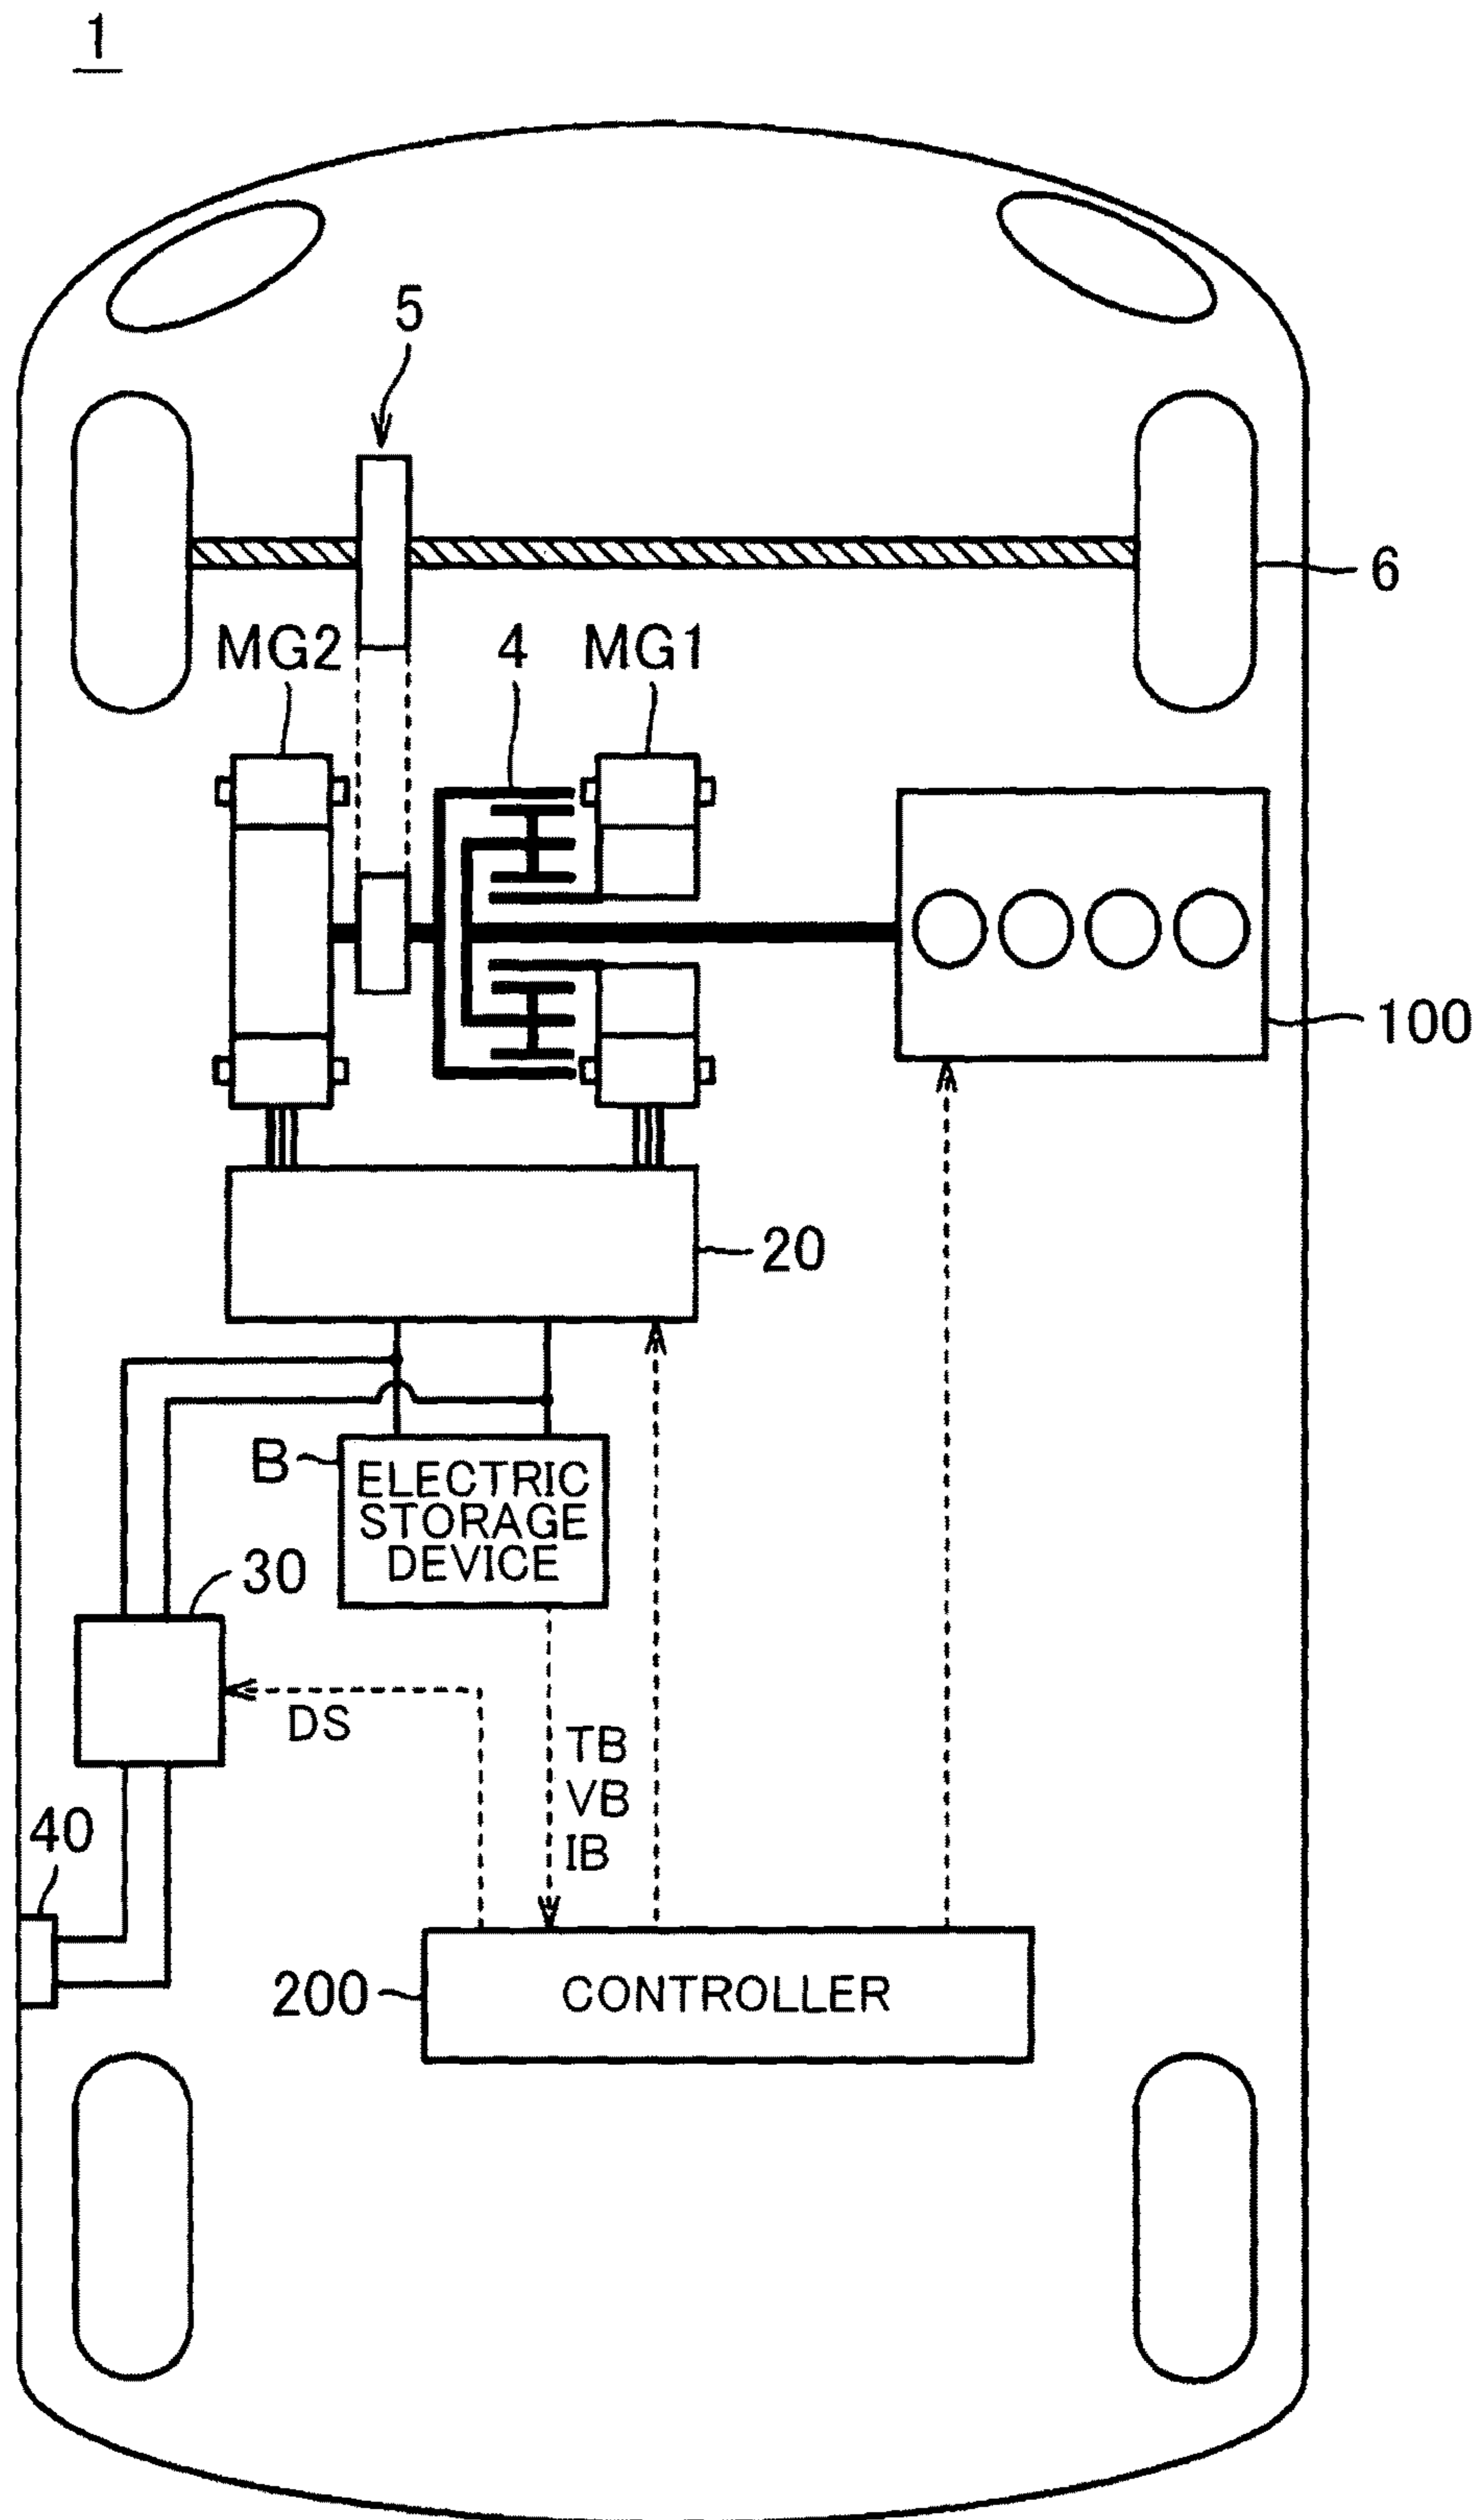 1
5
6
MG2
4
MG1
100
20
B
ELECTRIC
STORAGE
DEVICE
30
DS
TB
VB
IB
40
200
CONTROLLER